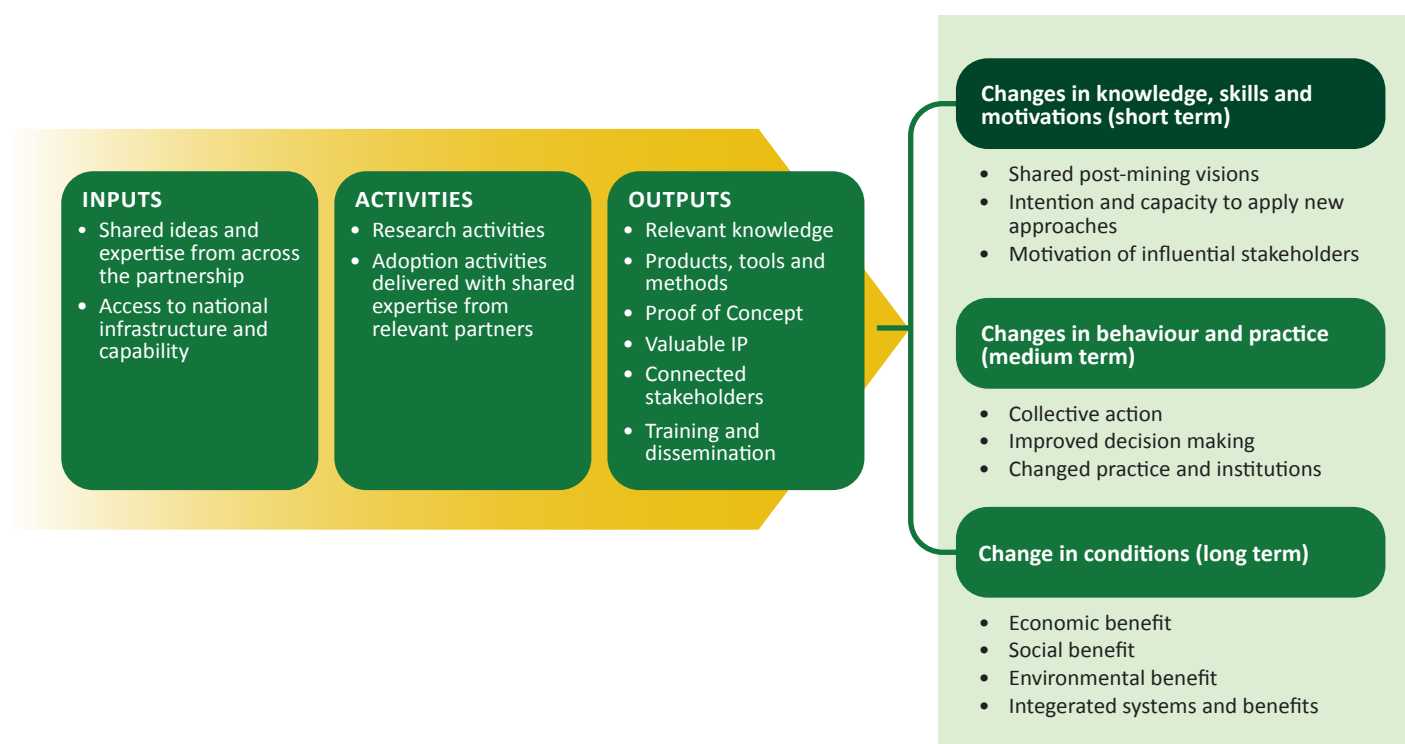 INPUTS
• Shared ideas and
expertise from across
the partnership
• Access to national
infrastructure and
capability
ACTIVITIES
• Research activities
• Adoption activities
delivered with shared
expertise from
relevant partners
OUTPUTS
• Relevant knowledge
• Products, tools and
methods
• Proof of Concept
• Valuable IP
• Connected
stakeholders
• Training and
dissemination
Changes in knowledge, skills and
motivations (short term)
• Shared post-mining visions
• Intention and capacity to apply new
approaches
• Motivation of influential stakeholders
Changes in behaviour and practice
(medium term)
• Collective action
• Improved decision making
• Changed practice and institutions
Change in conditions (long term)
• Economic benefit
• Social benefit
• Environmental benefit
• Integerated systems and benefits